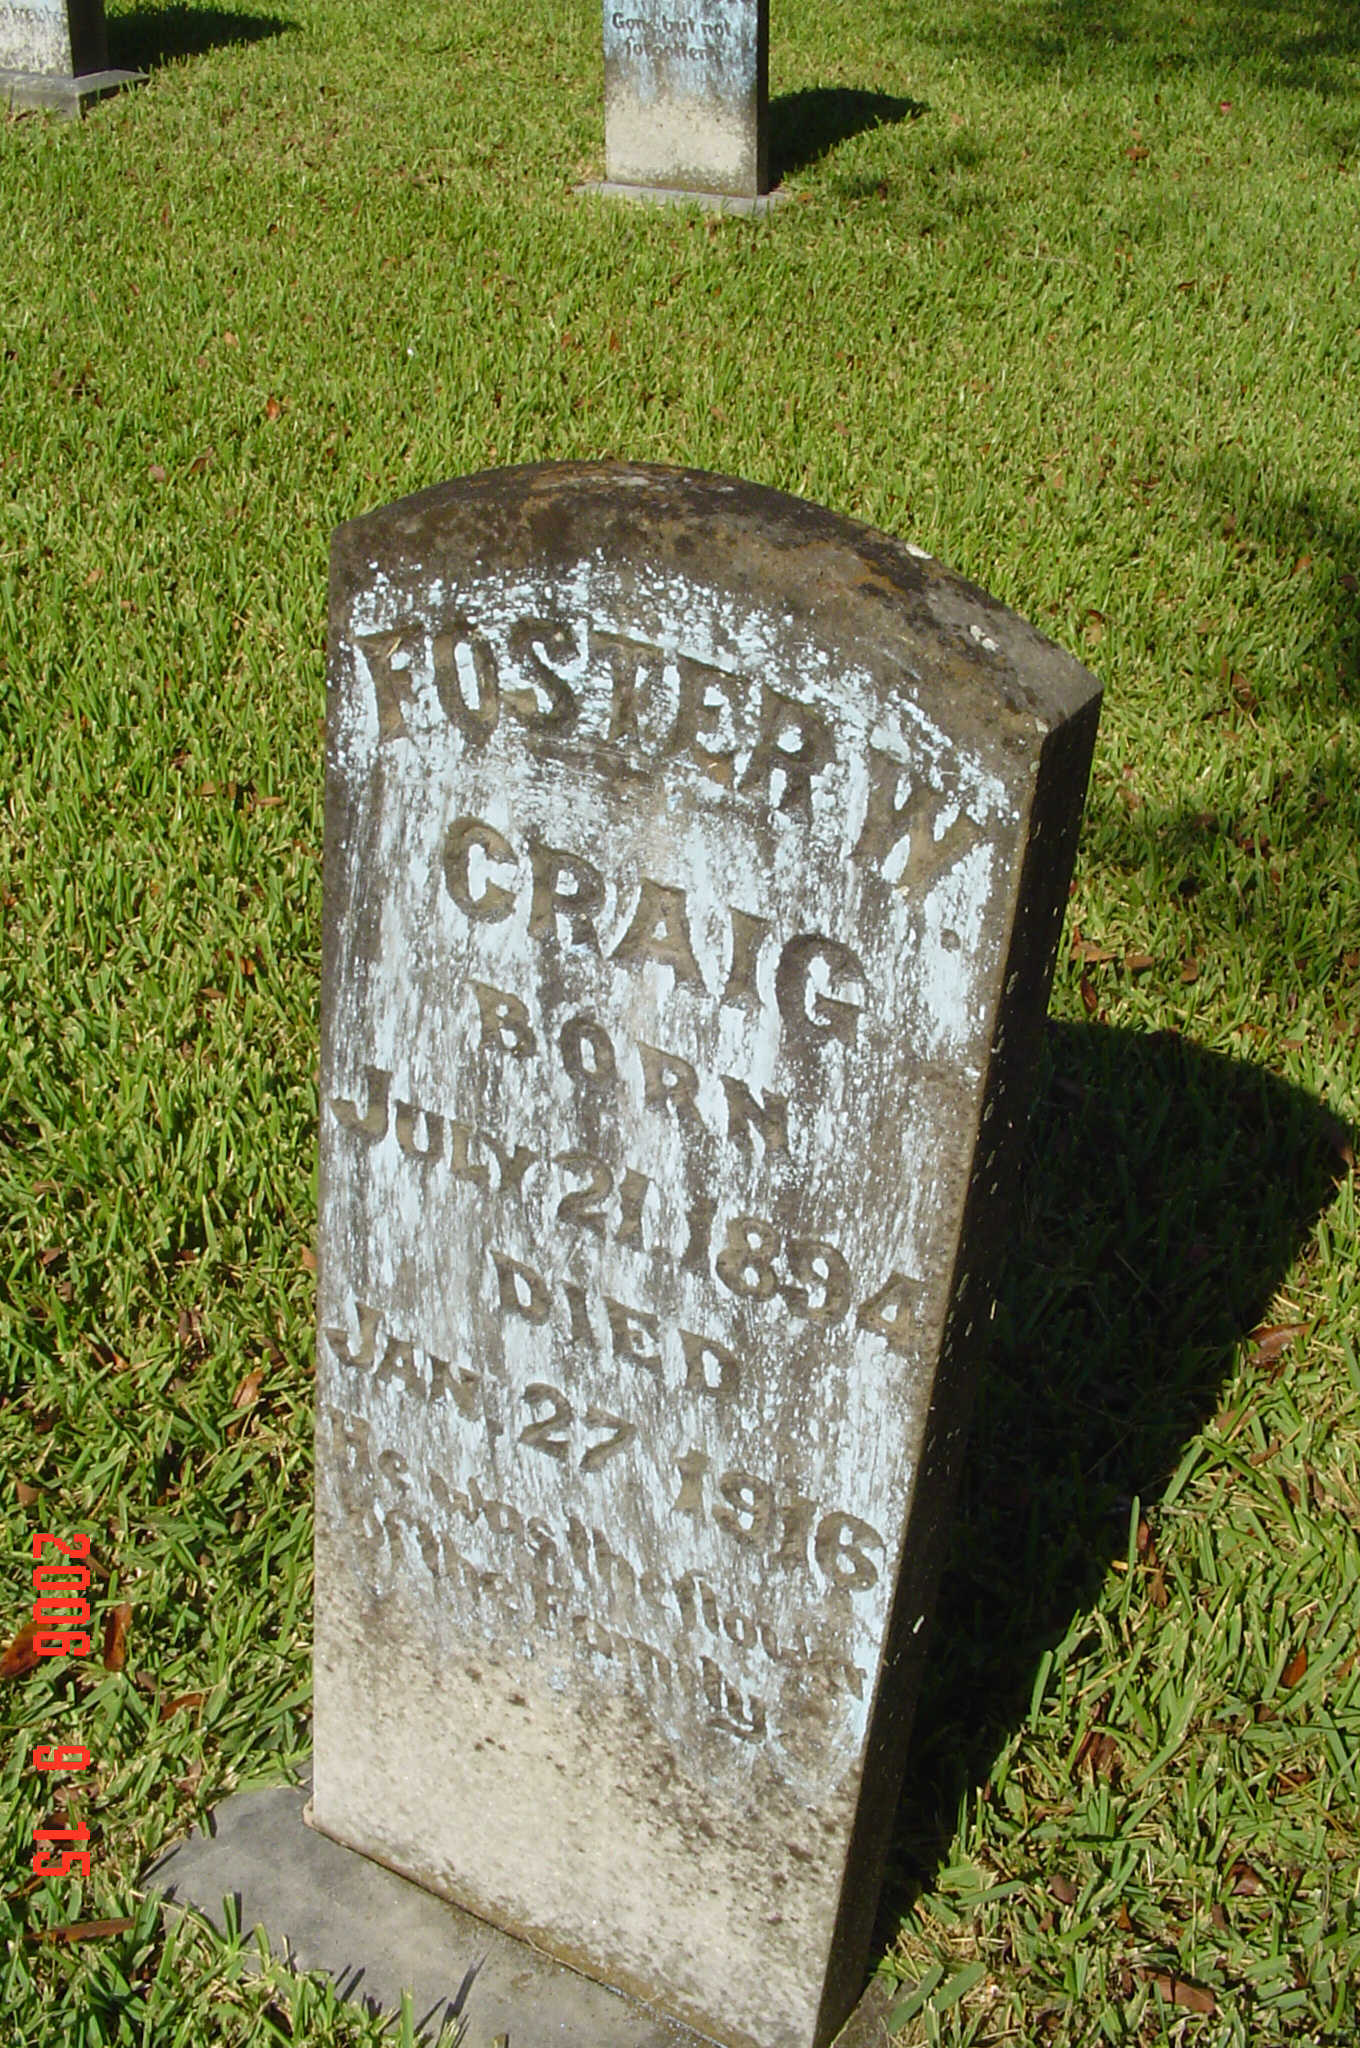 Gone but not
forgotten
FOSTER W.
CRAIG
BORN
JULY 21. 1894
DIED
JAN. 27 1916
He was the flower
of the Family
2006 9 15